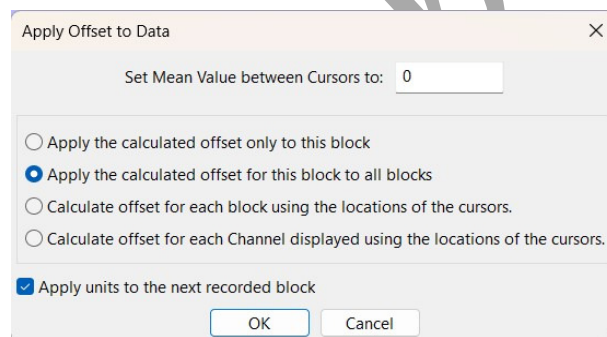 Apply Offset to Data
Set Mean Value between Cursors to: 0
Apply the calculated offset only to this block
Apply the calculated offset for this block to all blocks
Calculate offset for each block using the locations of the cursors.
Calculate offset for each Channel displayed using the locations of the cursors.
Apply units to the next recorded block
OK Cancel